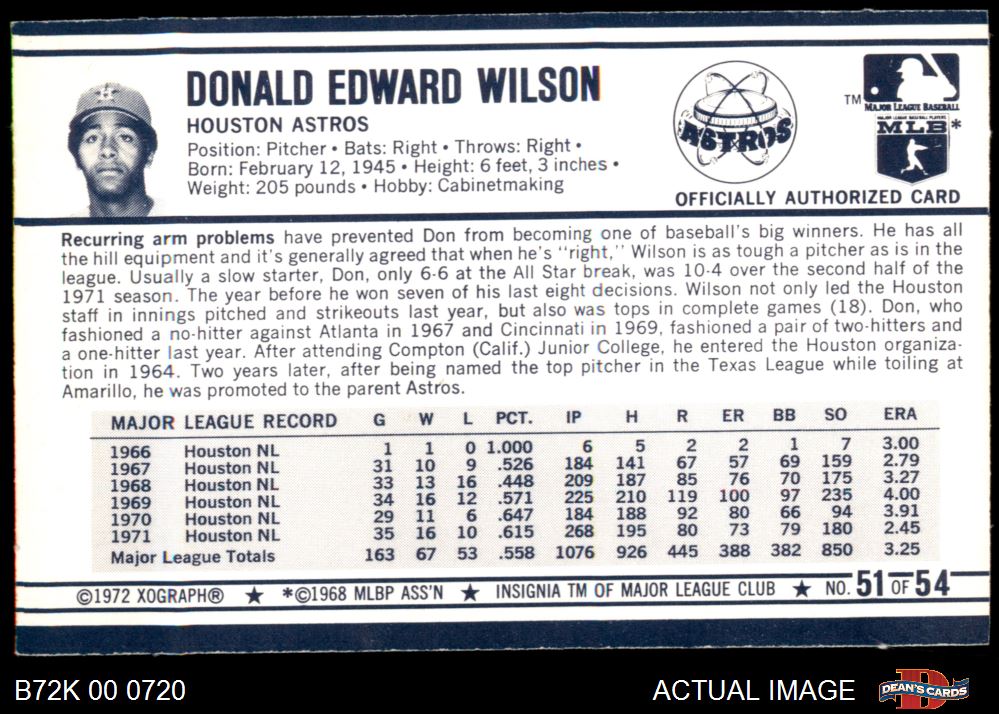 DONALD EDWARD WILSON
HOUSTON ASTROS
Position: Pitcher • Bats: Right • Throws: Right •
Born: February 12, 1945 • Height: 6 feet, 3 inches •
Weight: 205 pounds • Hobby: Cabinetmaking
ASTROS
TM
MAJOR LEAGUE BASEBALL
MAJOR LEAGUE BASEBALL PLAYERS
MLB*
OFFICIALLY AUTHORIZED CARD
Recurring arm problems have prevented Don from becoming one of baseball's big winners. He has all
the hill equipment and it's generally agreed that when he's "right," Wilson is as tough a pitcher as is in the
league. Usually a slow starter, Don, only 6-6 at the All Star break, was 10-4 over the second half of the
1971 season. The year before he won seven of his last eight decisions. Wilson not only led the Houston
staff in innings pitched and strikeouts last year, but also was tops in complete games (18). Don, who
fashioned a no-hitter against Atlanta in 1967 and Cincinnati in 1969, fashioned a pair of two-hitters and
a one-hitter last year. After attending Compton (Calif.) Junior College, he entered the Houston organiza-
tion in 1964. Two years later, after being named the top pitcher in the Texas League while toiling at
Amarillo, he was promoted to the parent Astros.
MAJOR LEAGUE RECORD G W L PCT. IP H R ER BB SO ERA
1966 Houston NL 1 1 0 1.000 6 5 2 2 1 7 3.00
1967 Houston NL 31 10 9 .526 184 141 67 57 69 159 2.79
1968 Houston NL 33 13 16 .448 209 187 85 76 70 175 3.27
1969 Houston NL 34 16 12 .571 225 210 119 100 97 235 4.00
1970 Houston NL 29 11 6 .647 184 188 92 80 66 94 3.91
1971 Houston NL 35 16 10 .615 268 195 80 73 79 180 2.45
Major League Totals 163 67 53 .558 1076 926 445 388 382 850 3.25
©1972 XOGRAPH® ★ *©1968 MLBP ASS'N ★ INSIGNIA TM OF MAJOR LEAGUE CLUB ★ NO. 51 OF 54
B72K 00 0720
ACTUAL IMAGE
DEAN'S CARDS